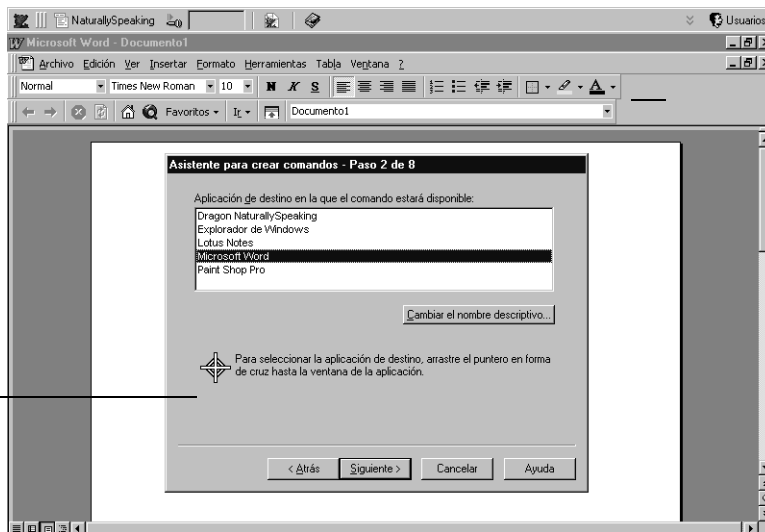 NaturallySpeaking
Usuarios
Microsoft Word - Documento1
Archivo Edición Ver Insertar Formato Herramientas Tabla Ventana ?
Normal Times New Roman 10 N K S
Favoritos Ir Documento1
Asistente para crear comandos - Paso 2 de 8
Aplicación de destino en la que el comando estará disponible:
Dragon NaturallySpeaking
Explorador de Windows
Lotus Notes
Microsoft Word
Paint Shop Pro
Cambiar el nombre descriptivo...
Para seleccionar la aplicación de destino, arrastre el puntero en forma
de cruz hasta la ventana de la aplicación.
< Atrás Siguiente > Cancelar Ayuda